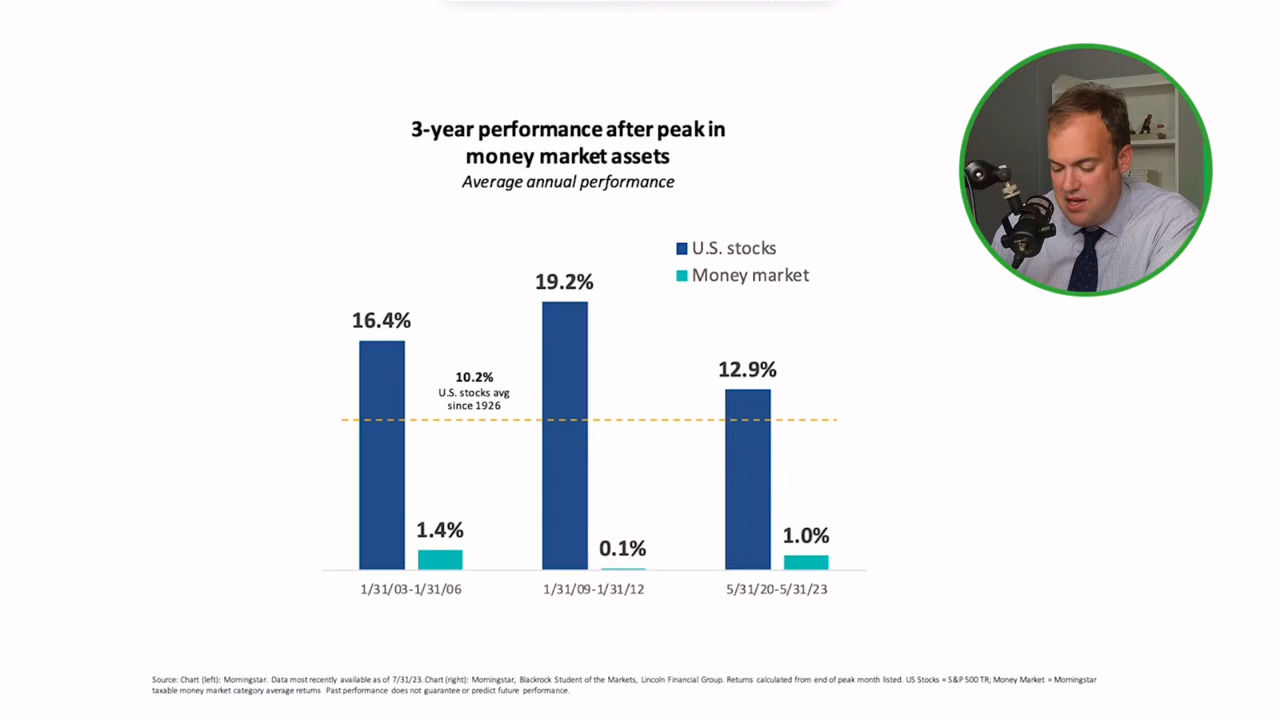 3-year performance after peak in
money market assets
Average annual performance
U.S. stocks
Money market
19.2%
16.4%
12.9%
10.2%
U.S. stocks avg
since 1926
1.4%
0.1%
1.0%
1/31/03-1/31/06
1/31/09-1/31/12
5/31/20-5/31/23
Source: Chart (left): Morningstar. Data most recently available as of 7/31/23. Chart (right): Morningstar, Blackrock Student of the Markets, Lincoln Financial Group. Returns calculated from end of peak month listed. US Stocks = S&P 500 TR; Money Market = Morningstar
taxable money market category average returns Past performance does not guarantee or predict future performance.